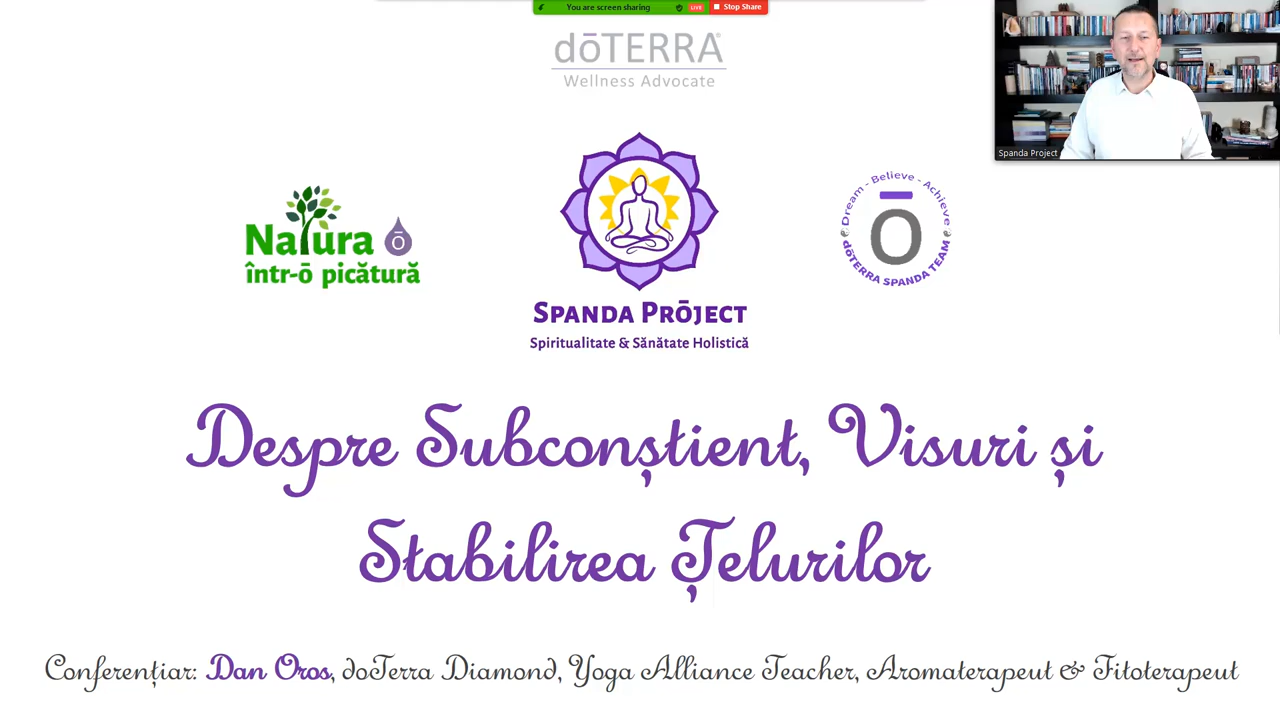 You are screen sharing
LIVE
Stop Share
dōTERRA®
Wellness Advocate
Spanda Project
Natura ō
într-ō picătură
Dream - Believe - Achieve
ō
dōTERRA SPANDA TEAM
SPANDA PRŌJECT
Spiritualitate & Sănătate Holistică
Despre Subconștient, Visuri și
Stabilirea Țelurilor
Conferențiar: Dan Oros, doTerra Diamond, Yoga Alliance Teacher, Aromaterapeut & Fitoterapeut